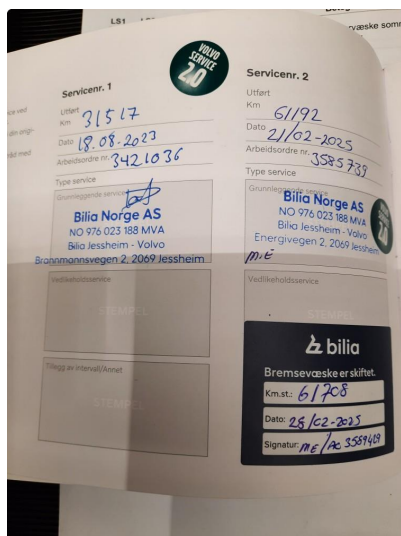 LS1
Servicenr. 1
VOLVO
SERVICE
2.0
Utført
Km 31517
Dato 18.08-2023
Arbeidsordre nr. 3421036
Type service
Grunnleggende service
Bilia Norge AS
NO 976 023 188 MVA
Bilia Jessheim - Volvo
Brannmannsvegen 2, 2069 Jessheim
Vedlikeholdsservice
STEMPEL
Tillegg av intervall/Annet
STEMPEL
Servicenr. 2
Utført
Km 61192
Dato 21/02-2025
Arbeidsordre nr. 3585739
Type service
Grunnleggende service
Bilia Norge AS
NO 976 023 188 MVA
Bilia Jessheim - Volvo
Energivegen 2, 2069 Jessheim
M.E
2.0
Vedlikeholdsservice
STEMPEL
bilia
Bremsevæske er skiftet.
Km.st.: 61708
Dato: 28/02-2025
Signatur: ME/AO 3589429